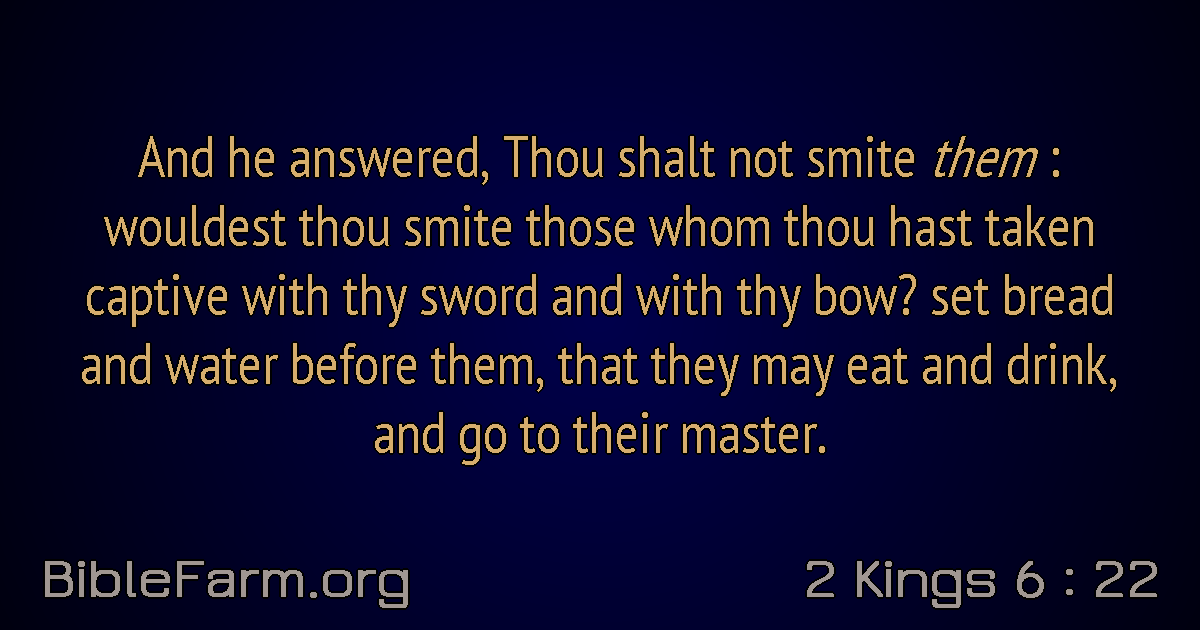 And he answered, Thou shalt not smite them :
wouldest thou smite those whom thou hast taken
captive with thy sword and with thy bow? set bread
and water before them, that they may eat and drink,
and go to their master.
BibleFarm.org
2 Kings 6 : 22